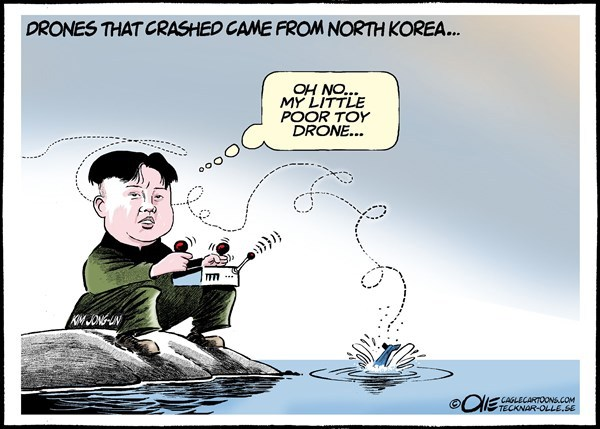 DRONES THAT CRASHED CAME FROM NORTH KOREA...
OH NO...
MY LITTLE
POOR TOY
DRONE...
KIM JONG-UN
© Olle CAGLECARTOONS.COM
TECKNAR-OLLE.SE